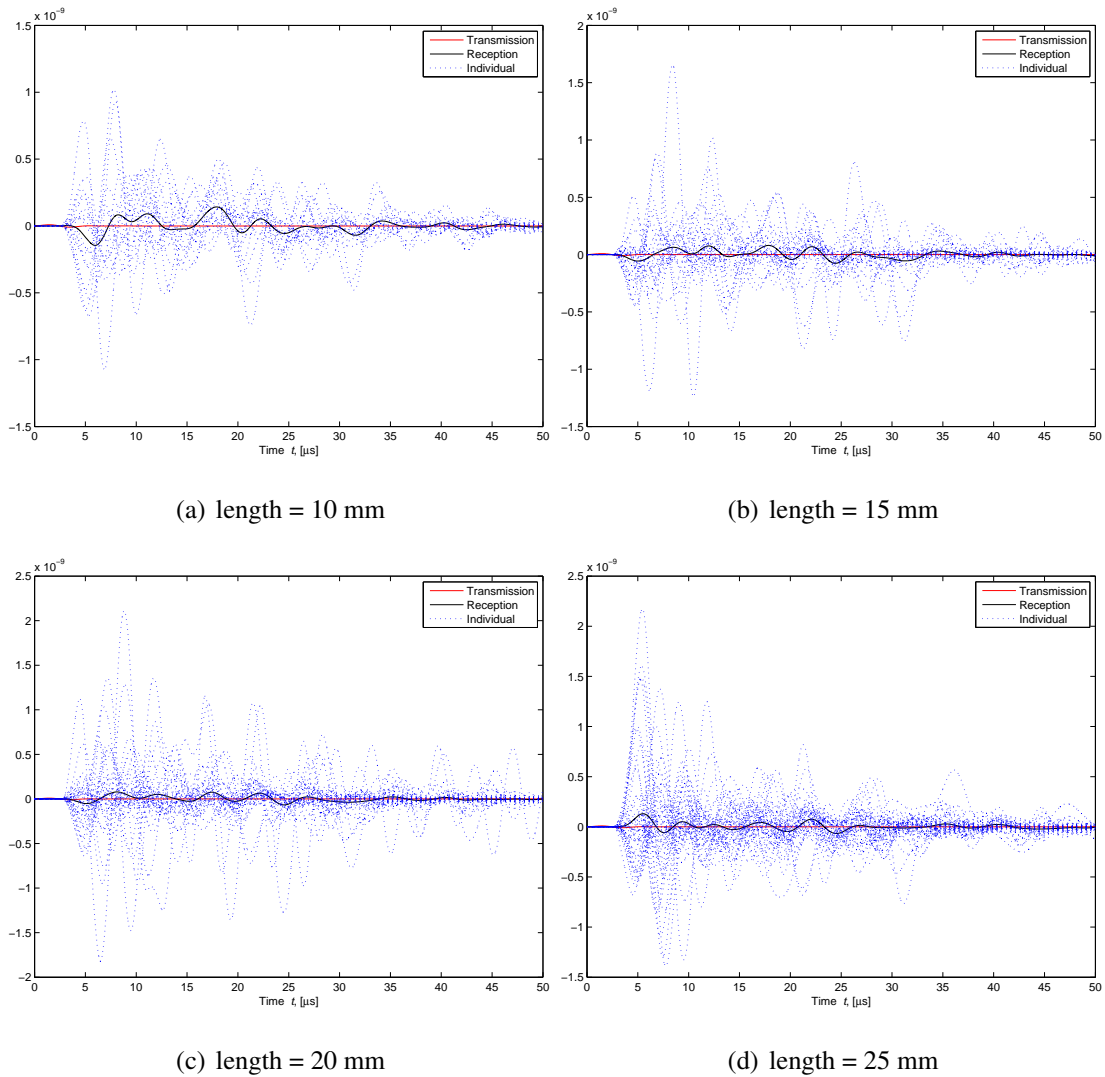 x 10⁻⁹
1.5
1
0.5
0
−0.5
−1
−1.5
0 5 10 15 20 25 30 35 40 45 50
Time t, [μs]
Transmission
Reception
Individual
(a) length = 10 mm
x 10⁻⁹
2
1.5
1
0.5
0
−0.5
−1
−1.5
0 5 10 15 20 25 30 35 40 45 50
Time t, [μs]
Transmission
Reception
Individual
(b) length = 15 mm
x 10⁻⁹
2.5
2
1.5
1
0.5
0
−0.5
−1
−1.5
−2
0 5 10 15 20 25 30 35 40 45 50
Time t, [μs]
Transmission
Reception
Individual
(c) length = 20 mm
x 10⁻⁹
2.5
2
1.5
1
0.5
0
−0.5
−1
−1.5
0 5 10 15 20 25 30 35 40 45 50
Time t, [μs]
Transmission
Reception
Individual
(d) length = 25 mm